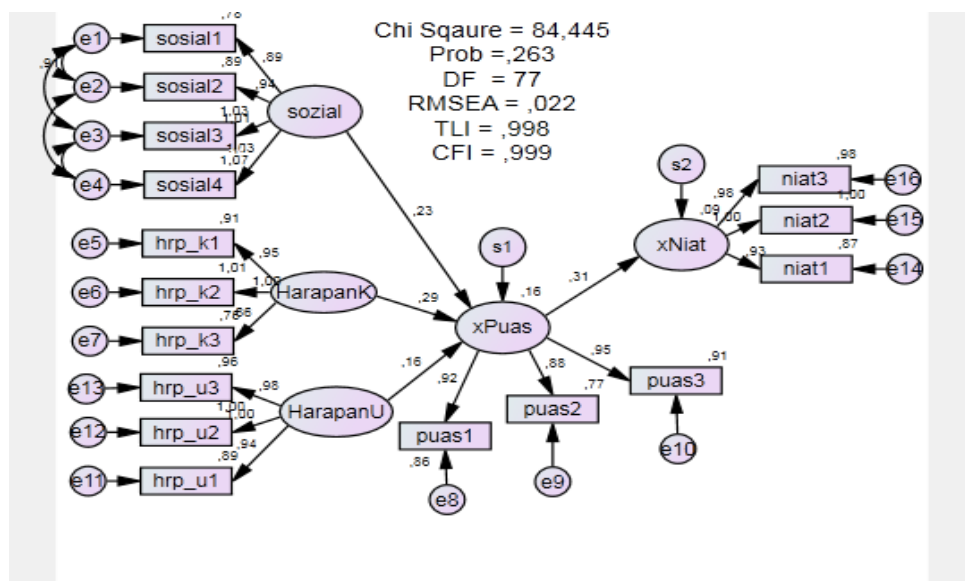 Chi Sqaure = 84,445
Prob =,263
DF = 77
RMSEA = ,022
TLI = ,998
CFI = ,999
,78
e1
sosial1
,89
,91
,89
e2
sosial2
,94
sozial
1,03
e3
sosial3
1,01
1,07
e4
sosial4
,23
,91
e5
hrp_k1
,95
1,01
e6
hrp_k2
HarapanK
,29
,76
,86
e7
hrp_k3
,96
e13
hrp_u3
,98
1,00
1,00
e12
hrp_u2
HarapanU
,16
,94
,89
e11
hrp_u1
s1
,16
xPuas
,31
,92
,88
,95
puas1
,86
e8
,77
puas2
e9
,91
puas3
e10
s2
,09
xNiat
,98
,98
niat3
e16
1,00
1,00
niat2
e15
,93
,87
niat1
e14